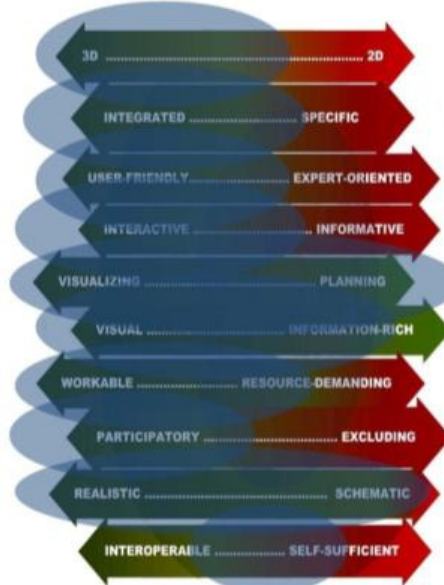 3D ........................................................ 2D
INTEGRATED ............................. SPECIFIC
USER-FRIENDLY .......................... EXPERT-ORIENTED
INTERACTIVE ................................ INFORMATIVE
VISUALIZING ............................................ PLANNING
VISUAL ................................... INFORMATION-RICH
WORKABLE ......................... RESOURCE-DEMANDING
PARTICIPATORY ................................... EXCLUDING
REALISTIC .............................................. SCHEMATIC
INTEROPERABLE .................. SELF-SUFFICIENT